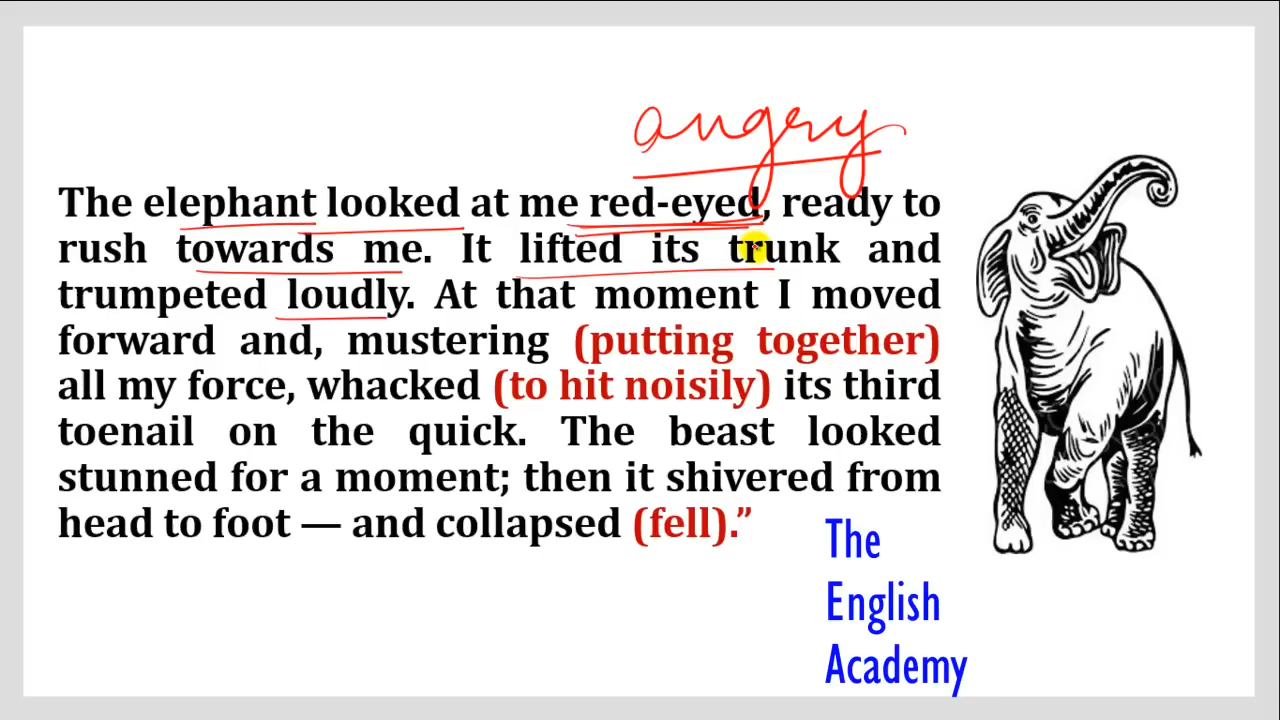 angry
The elephant looked at me red-eyed, ready to
rush towards me. It lifted its trunk and
trumpeted loudly. At that moment I moved
forward and, mustering (putting together)
all my force, whacked (to hit noisily) its third
toenail on the quick. The beast looked
stunned for a moment; then it shivered from
head to foot — and collapsed (fell).”
The
English
Academy